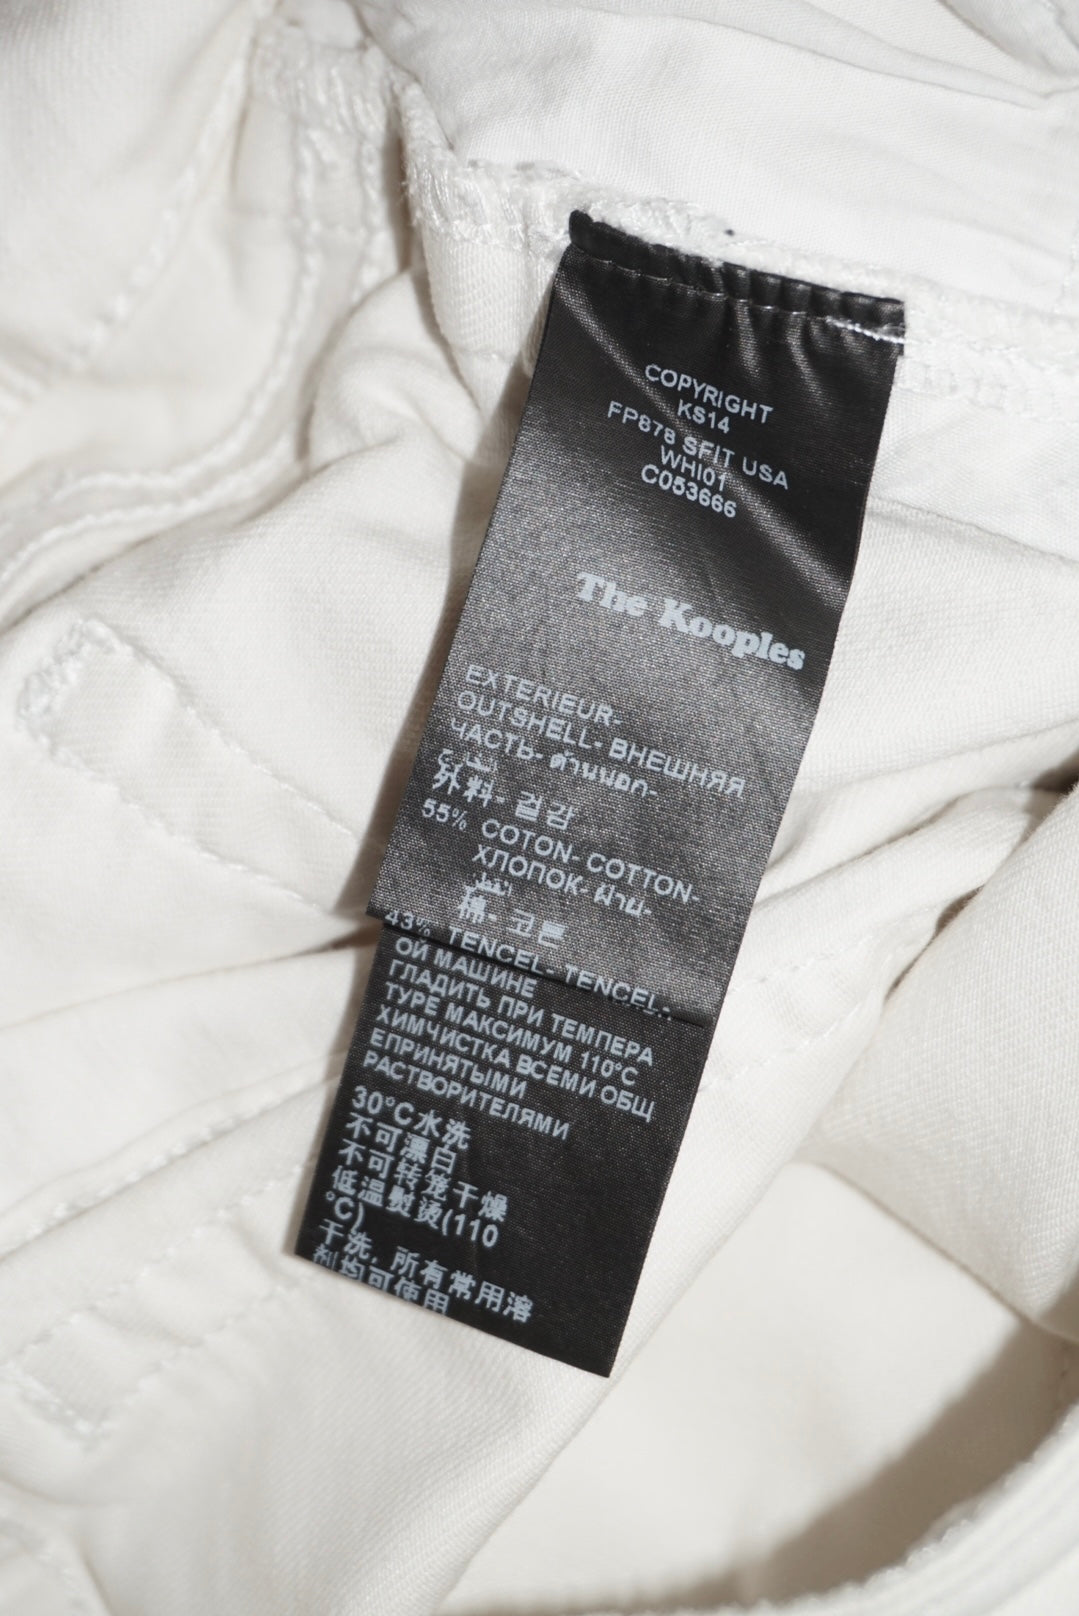 COPYRIGHT
KS14
FP878 SFIT USA
WHI01
C053666
The Kooples
EXTERIEUR-
OUTSHELL- ВНЕШНЯЯ
ЧАСТЬ- ด้านนอก-
外料- 겉감
55% COTON- COTTON-
ХЛОПОК- ฝ้าย-
棉- 코튼
43% TENCEL- TENCEL-
ОЙ МАШИНЕ
ГЛАДИТЬ ПРИ ТЕМПЕРА
ТУРЕ МАКСИМУМ 110°C
ХИМЧИСТКА ВСЕМИ ОБЩ
ЕПРИНЯТЫМИ
РАСТВОРИТЕЛЯМИ
30°C水洗
不可漂白
不可转笼干燥
低温熨烫(110
°C)
干洗, 所有常用溶
剂均可使用